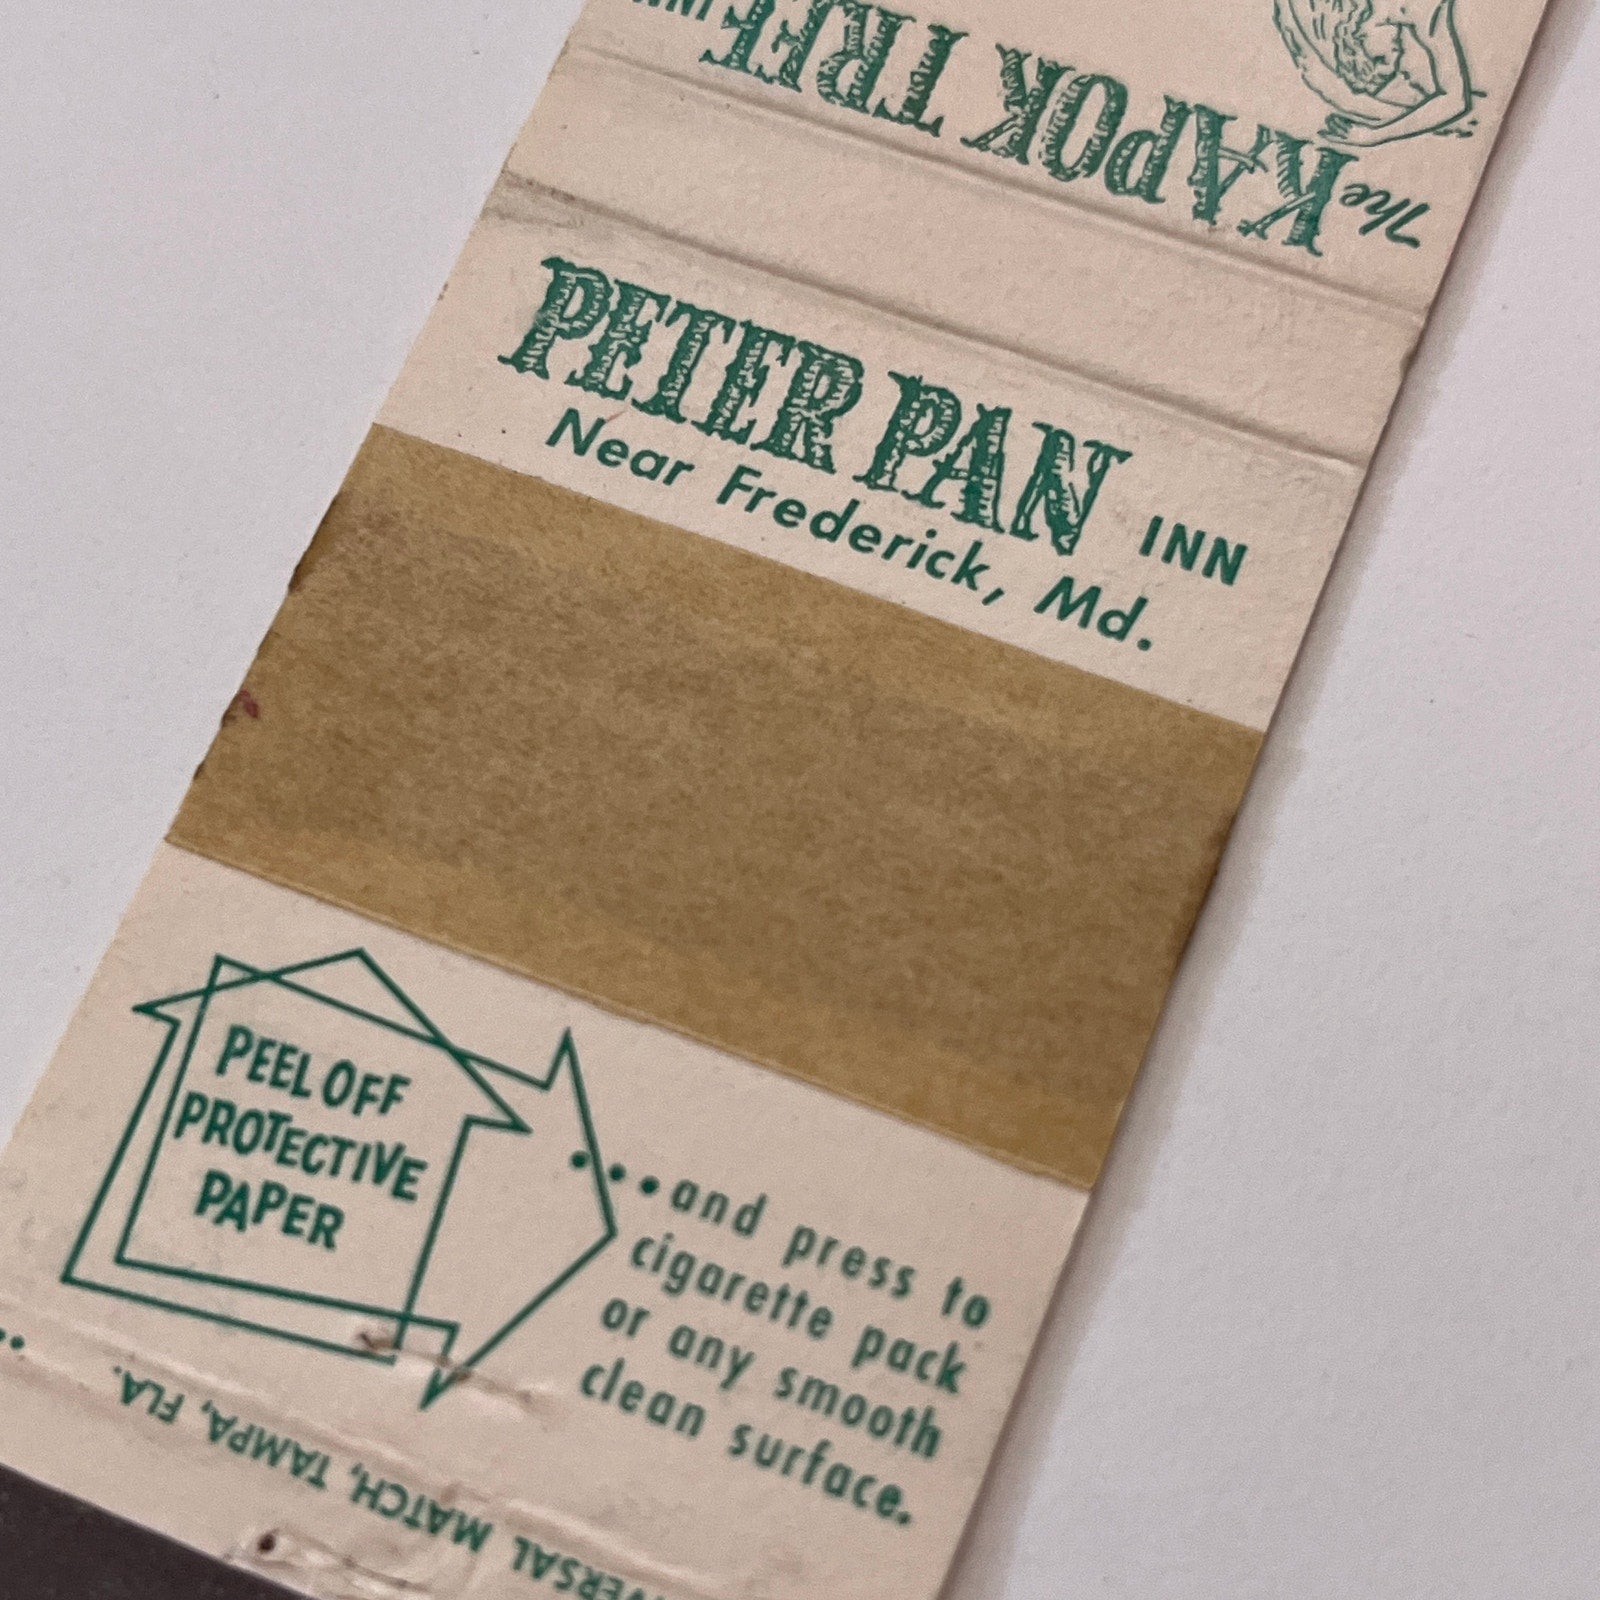 The KAPOK TREE INN
PETER PAN INN
Near Frederick, Md.
PEEL OFF
PROTECTIVE
PAPER
...and press to
cigarette pack
or any smooth
clean surface.
MATCH, TAMPA, FLA.